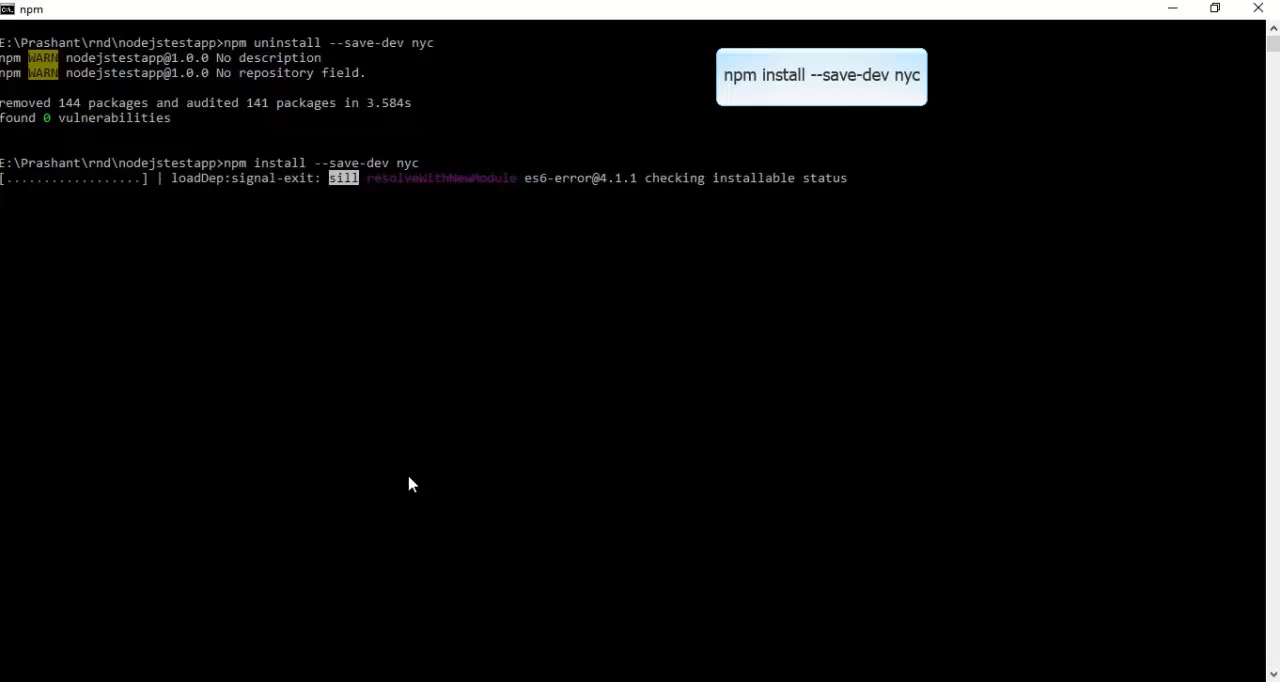 npm
E:\Prashant\rnd\nodejstestapp>npm uninstall --save-dev nyc
npm WARN nodejstestapp@1.0.0 No description
npm WARN nodejstestapp@1.0.0 No repository field.
removed 144 packages and audited 141 packages in 3.584s
found 0 vulnerabilities
E:\Prashant\rnd\nodejstestapp>npm install --save-dev nyc
[..................] | loadDep:signal-exit: sill resolveWithNewModule es6-error@4.1.1 checking installable status
npm install --save-dev nyc